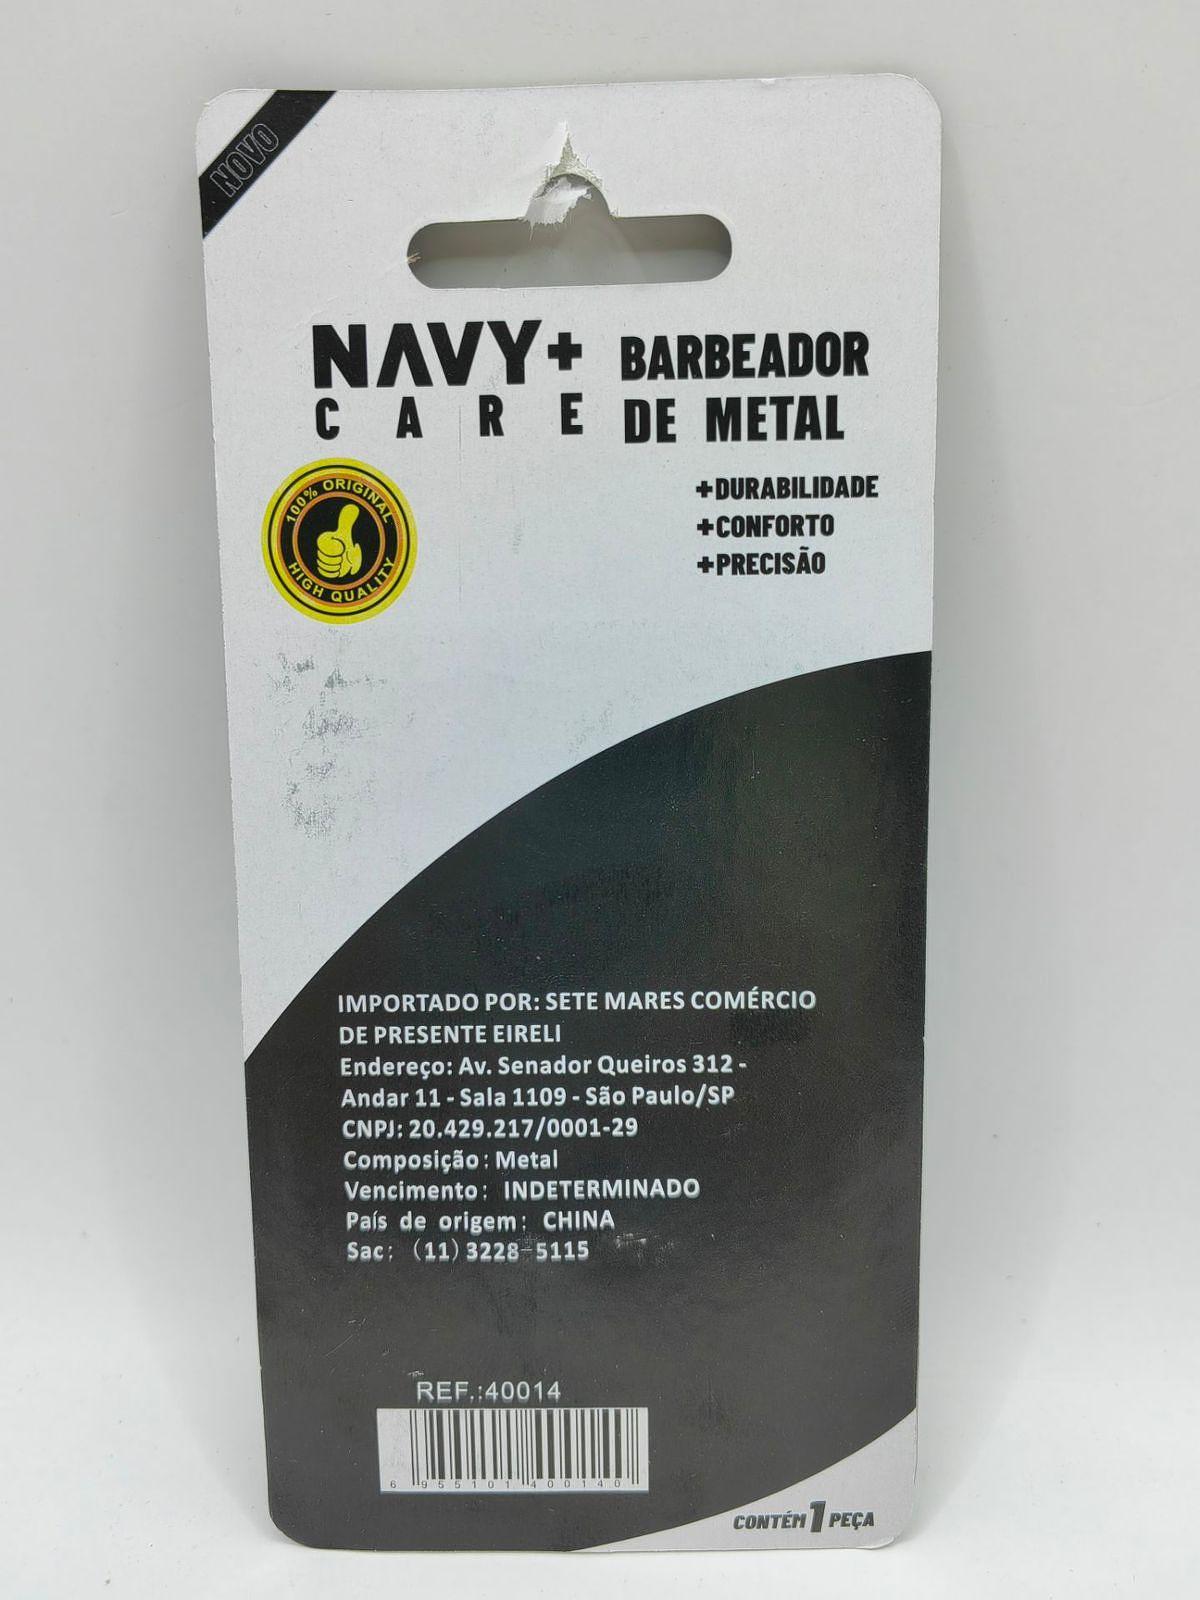 NOVO
NAVY+
CARE
BARBEADOR
DE METAL
100% ORIGINAL
HIGH QUALITY
+DURABILIDADE
+CONFORTO
+PRECISÃO
IMPORTADO POR: SETE MARES COMÉRCIO
DE PRESENTE EIRELI
Endereço: Av. Senador Queiros 312 -
Andar 11 - Sala 1109 - São Paulo/SP
CNPJ: 20.429.217/0001-29
Composição : Metal
Vencimento : INDETERMINADO
País de origem : CHINA
Sac : (11) 3228-5115
REF.:40014
6 955101 400140
CONTÉM 1 PEÇA